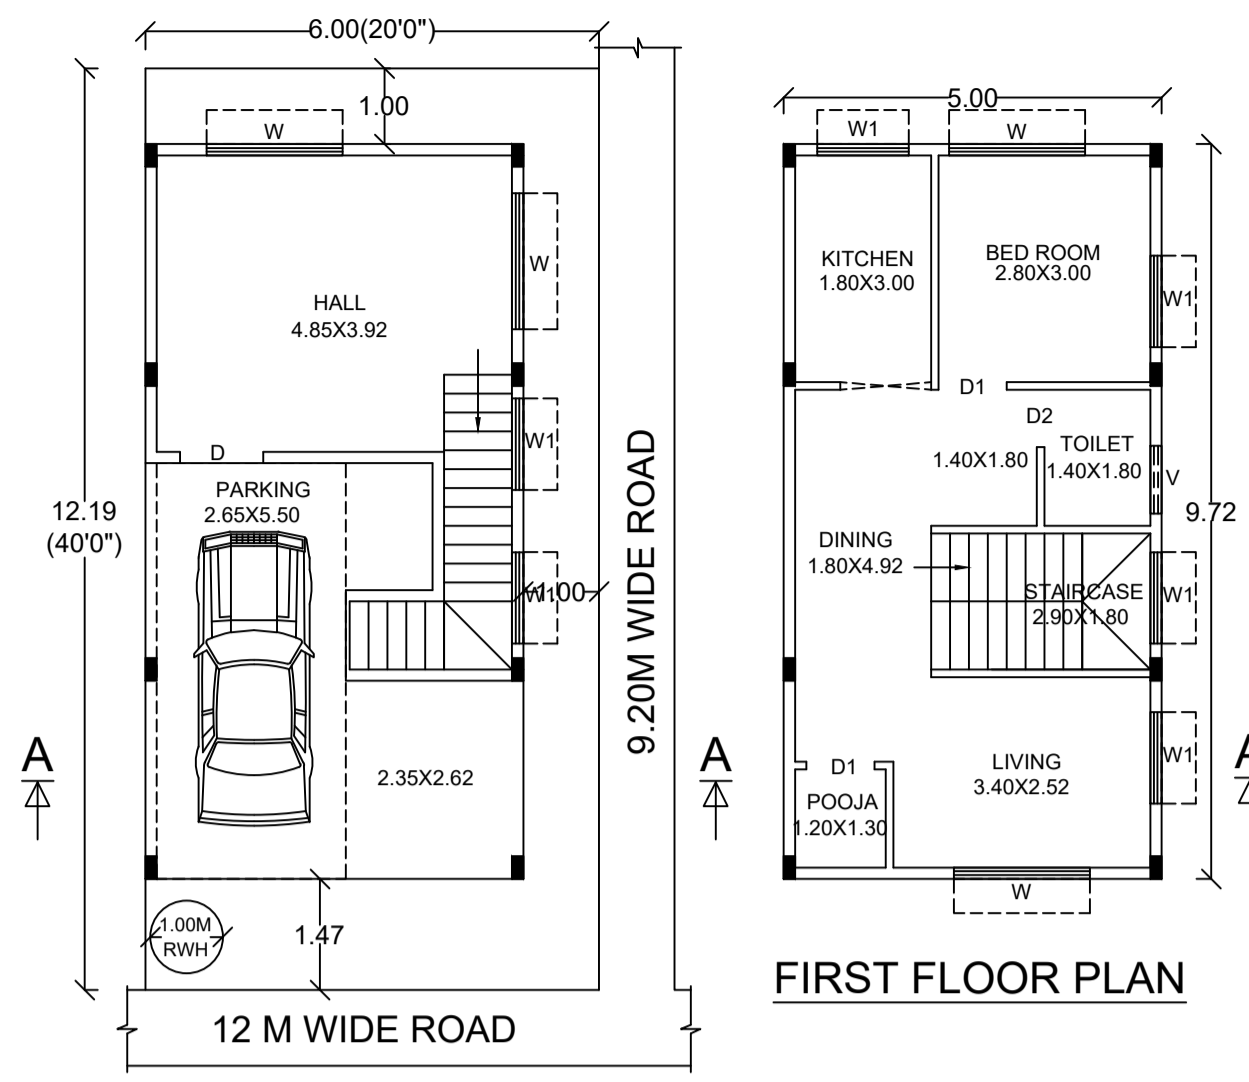 6.00(20'0")
1.00
W
W
HALL
4.85X3.92
D
W1
PARKING
2.65X5.50
12.19
(40'0")
W1
1.00
9.20M WIDE ROAD
A
2.35X2.62
1.00M
RWH
1.47
12 M WIDE ROAD
5.00
W1
W
KITCHEN
1.80X3.00
BED ROOM
2.80X3.00
W1
D1
D2
TOILET
1.40X1.80
1.40X1.80
V
9.72
DINING
1.80X4.92
STAIRCASE
2.90X1.80
W1
A
A
LIVING
3.40X2.52
W1
D1
POOJA
1.20X1.30
W
FIRST FLOOR PLAN